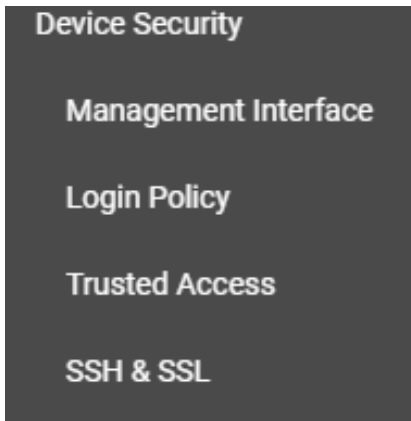 Device Security
Management Interface
Login Policy
Trusted Access
SSH & SSL